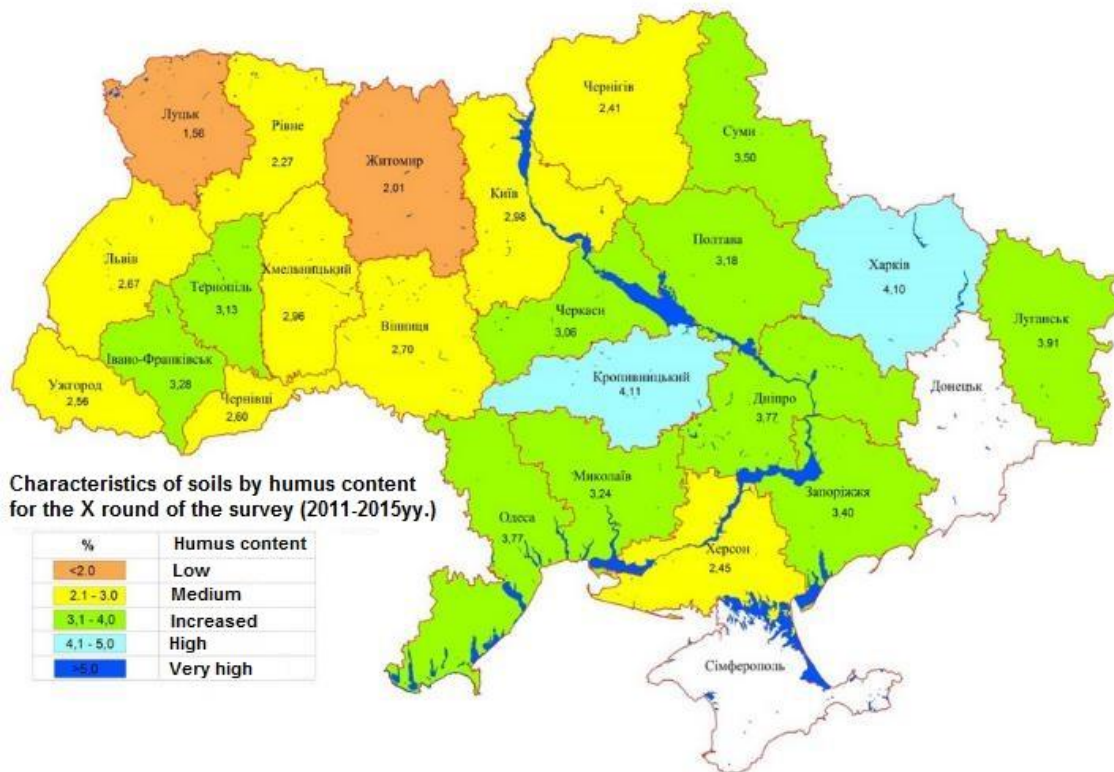 Чернігів
2,41
Луцьк
1,56
Рівне
2,27
Суми
3,50
Житомир
2,01
Київ
2,98
Полтава
3,18
Харків
4,10
Львів
2,67
Тернопіль
3,13
Хмельницький
2,96
Черкаси
3,06
Луганськ
3,91
Вінниця
2,70
Івано-Франківськ
3,28
Кропивницький
4,11
Донецьк
Ужгород
2,56
Чернівці
2,60
Дніпро
3,77
Миколаїв
3,24
Запоріжжя
3,40
Одеса
3,77
Херсон
2,45
Сімферополь
Characteristics of soils by humus content
for the X round of the survey (2011-2015yy.)
% Humus content
<2.0 Low
2.1 - 3.0 Medium
3,1 - 4,0 Increased
4,1 - 5,0 High
>5,0 Very high